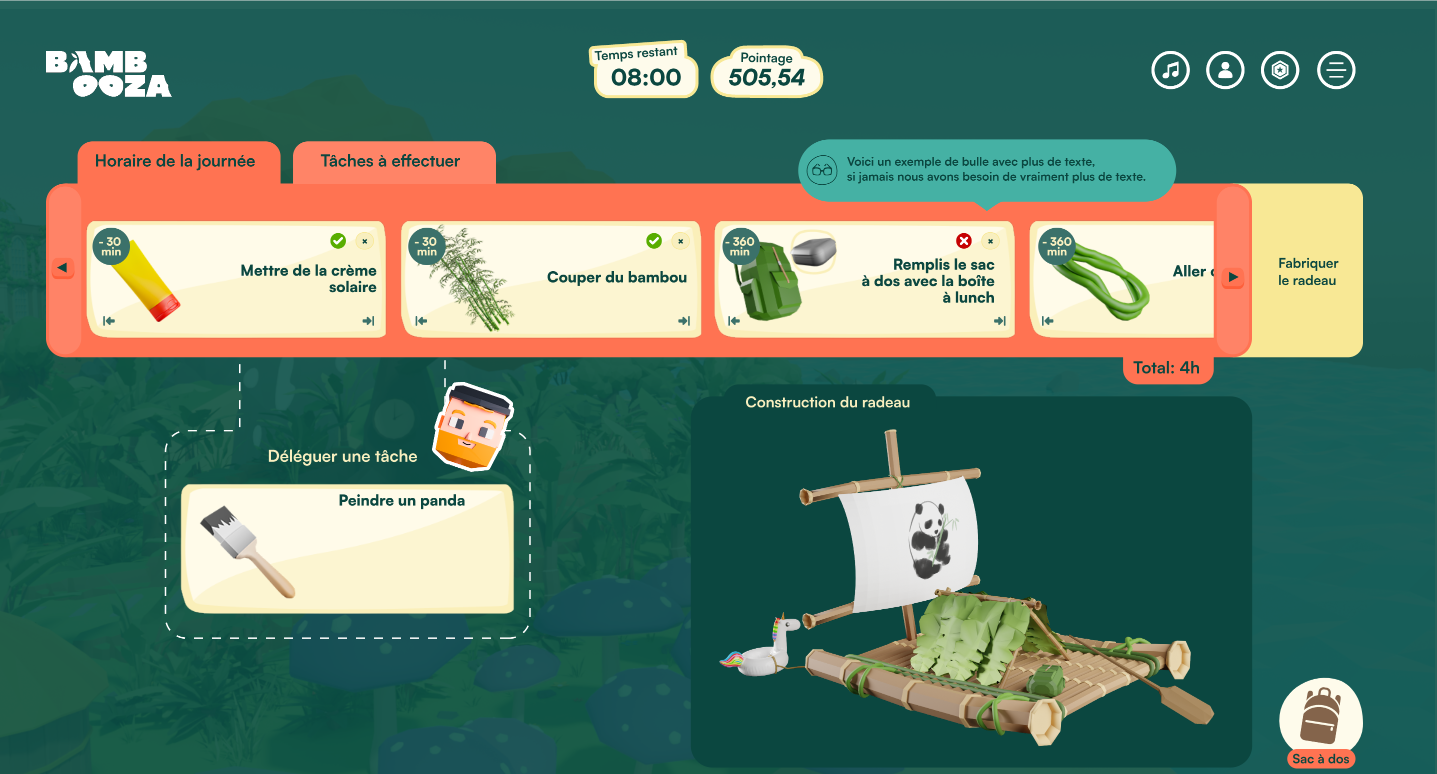 BAMB
OOZA
Temps restant
08:00
Pointage
505,54
Horaire de la journée
Tâches à effectuer
Voici un exemple de bulle avec plus de texte,
si jamais nous avons besoin de vraiment plus de texte.
- 30
min
Mettre de la crème
solaire
- 30
min
Couper du bambou
- 360
min
Remplis le sac
à dos avec la boîte
à lunch
- 360
min
Aller
Fabriquer
le radeau
Total: 4h
Déléguer une tâche
Peindre un panda
Construction du radeau
Sac à dos